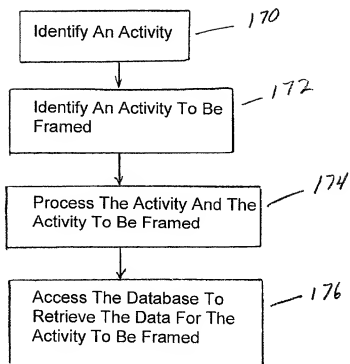 Identify An Activity 170
Identify An Activity To Be 172
Framed
Process The Activity And The 174
Activity To Be Framed
Access The Database To 176
Retrieve The Data For The
Activity To Be Framed